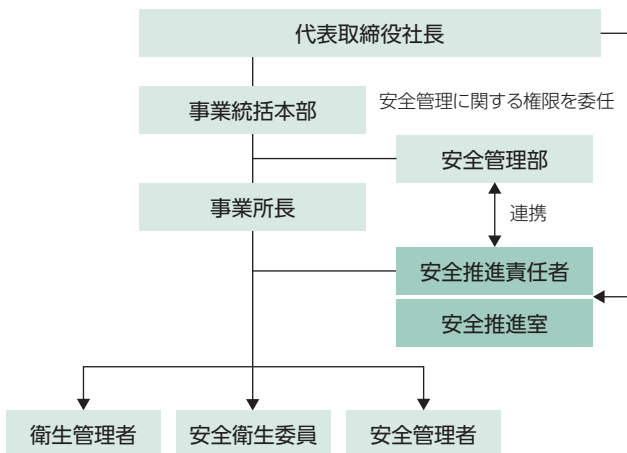 代表取締役社長
事業統括本部
安全管理に関する権限を委任
安全管理部
事業所長
連携
安全推進責任者
安全推進室
衛生管理者
安全衛生委員
安全管理者